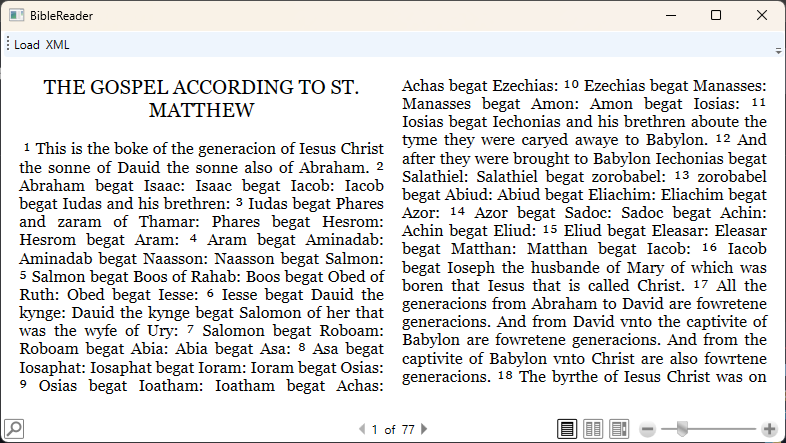 BibleReader
Load XML
THE GOSPEL ACCORDING TO ST.
MATTHEW
1 This is the boke of the generacion of Iesus Christ
the sonne of Dauid the sonne also of Abraham. 2
Abraham begat Isaac: Isaac begat Iacob: Iacob
begat Iudas and his brethren: 3 Iudas begat Phares
and zaram of Thamar: Phares begat Hesrom:
Hesrom begat Aram: 4 Aram begat Aminadab:
Aminadab begat Naasson: Naasson begat Salmon:
5 Salmon begat Boos of Rahab: Boos begat Obed of
Ruth: Obed begat Iesse: 6 Iesse begat Dauid the
kynge: Dauid the kynge begat Salomon of her that
was the wyfe of Ury: 7 Salomon begat Roboam:
Roboam begat Abia: Abia begat Asa: 8 Asa begat
Iosaphat: Iosaphat begat Ioram: Ioram begat Osias:
9 Osias begat Ioatham: Ioatham begat Achas:
Achas begat Ezechias: 10 Ezechias begat Manasses:
Manasses begat Amon: Amon begat Iosias: 11
Iosias begat Iechonias and his brethren aboute the
tyme they were caryed awaye to Babylon. 12 And
after they were brought to Babylon Iechonias begat
Salathiel: Salathiel begat zorobabel: 13 zorobabel
begat Abiud: Abiud begat Eliachim: Eliachim begat
Azor: 14 Azor begat Sadoc: Sadoc begat Achin:
Achin begat Eliud: 15 Eliud begat Eleasar: Eleasar
begat Matthan: Matthan begat Iacob: 16 Iacob
begat Ioseph the husbande of Mary of which was
boren that Iesus that is called Christ. 17 All the
generacions from Abraham to David are fowretene
generacions. And from David vnto the captivite of
Babylon are fowretene generacions. And from the
captivite of Babylon vnto Christ are also fowrtene
generacions. 18 The byrthe of Iesus Christ was on
1 of 77